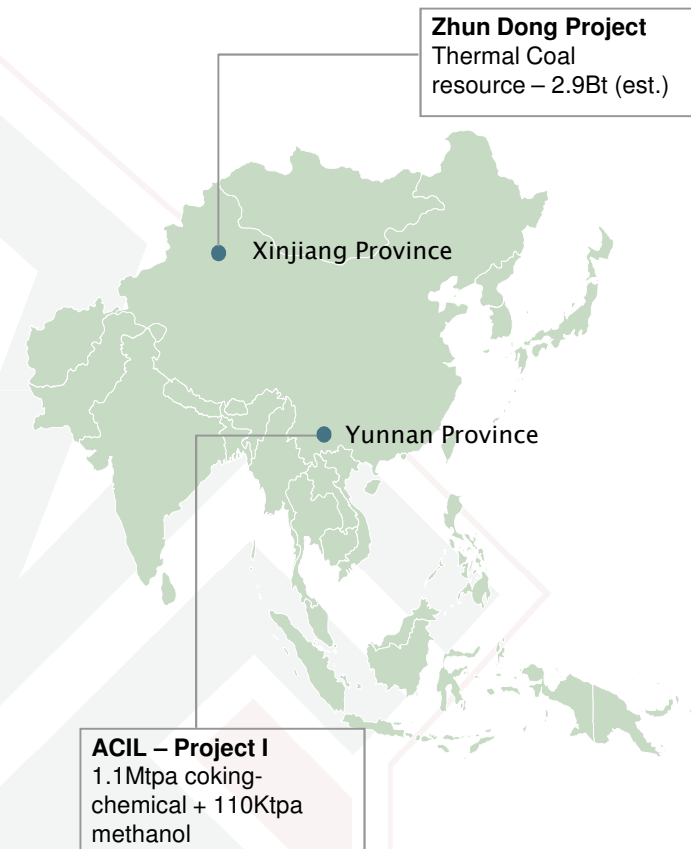 Zhun Dong Project
Thermal Coal
resource – 2.9Bt (est.)
Xinjiang Province
Yunnan Province
ACIL – Project I
1.1Mtpa coking-
chemical + 110Ktpa
methanol